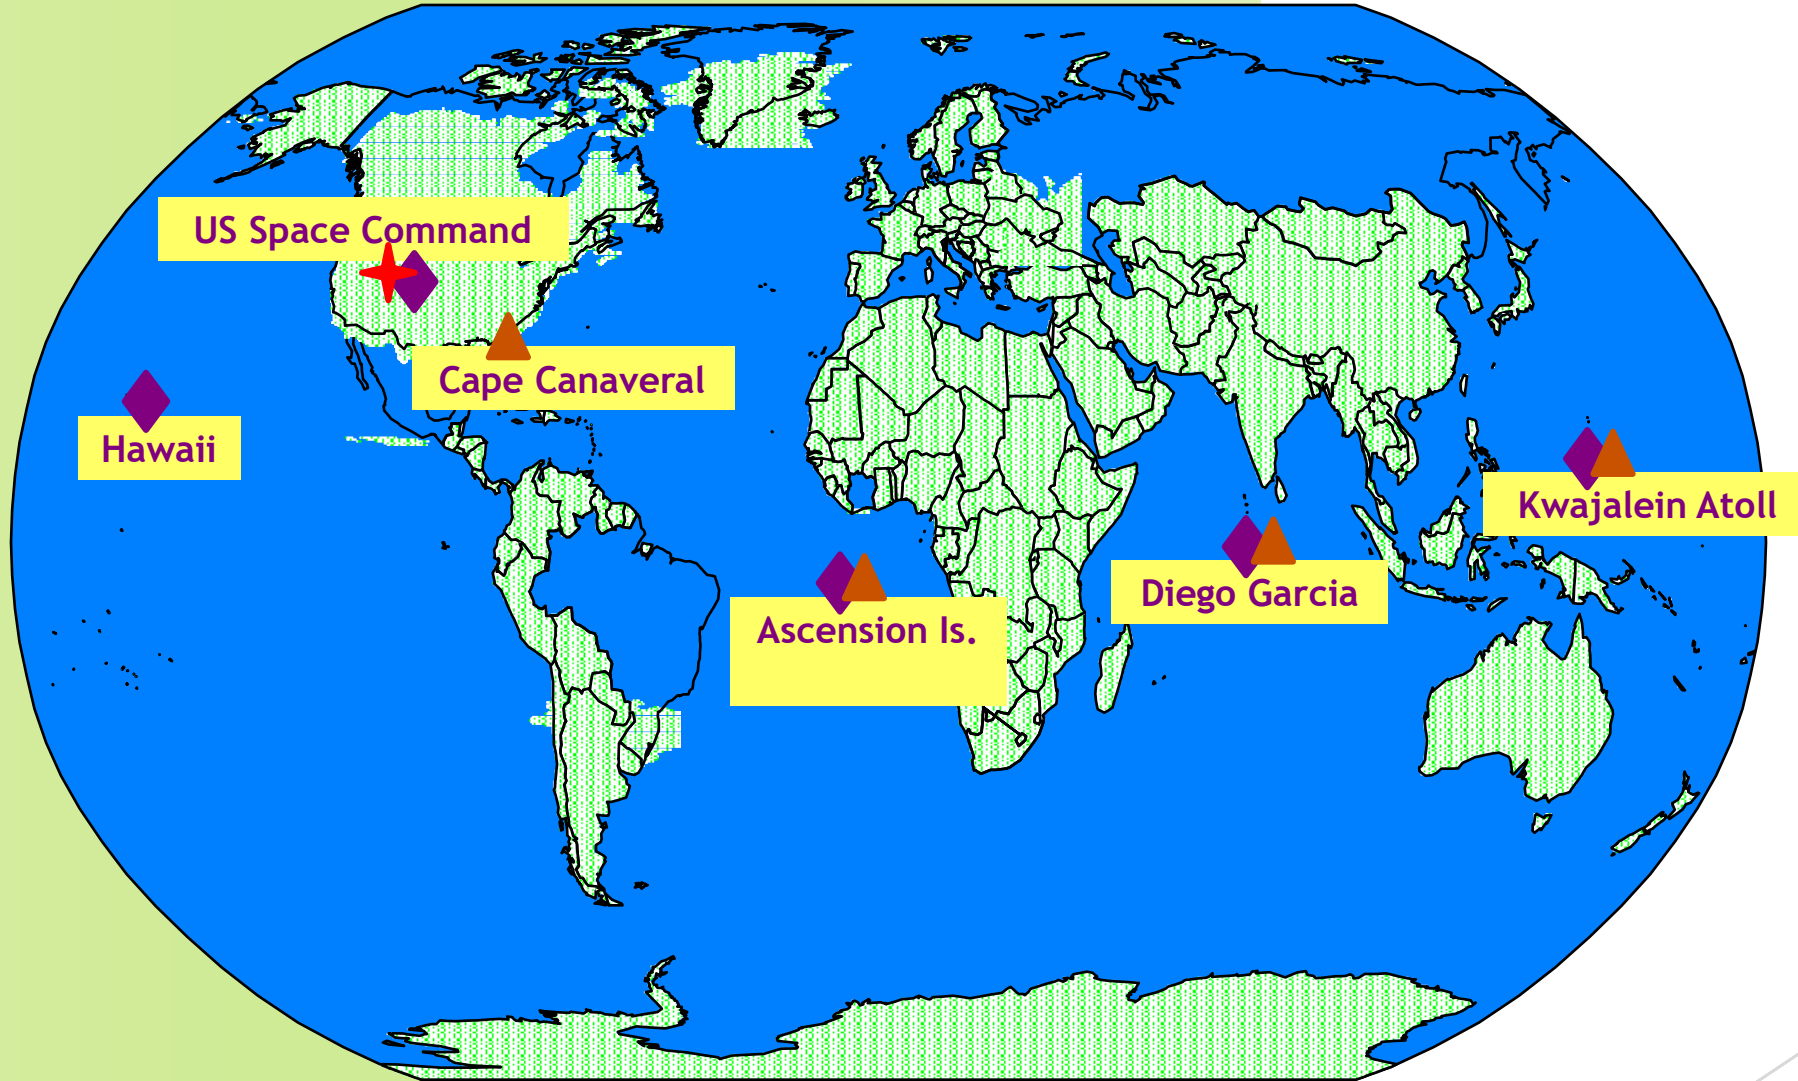 US Space Command
Cape Canaveral
Hawaii
Kwajalein Atoll
Diego Garcia
Ascension Is.